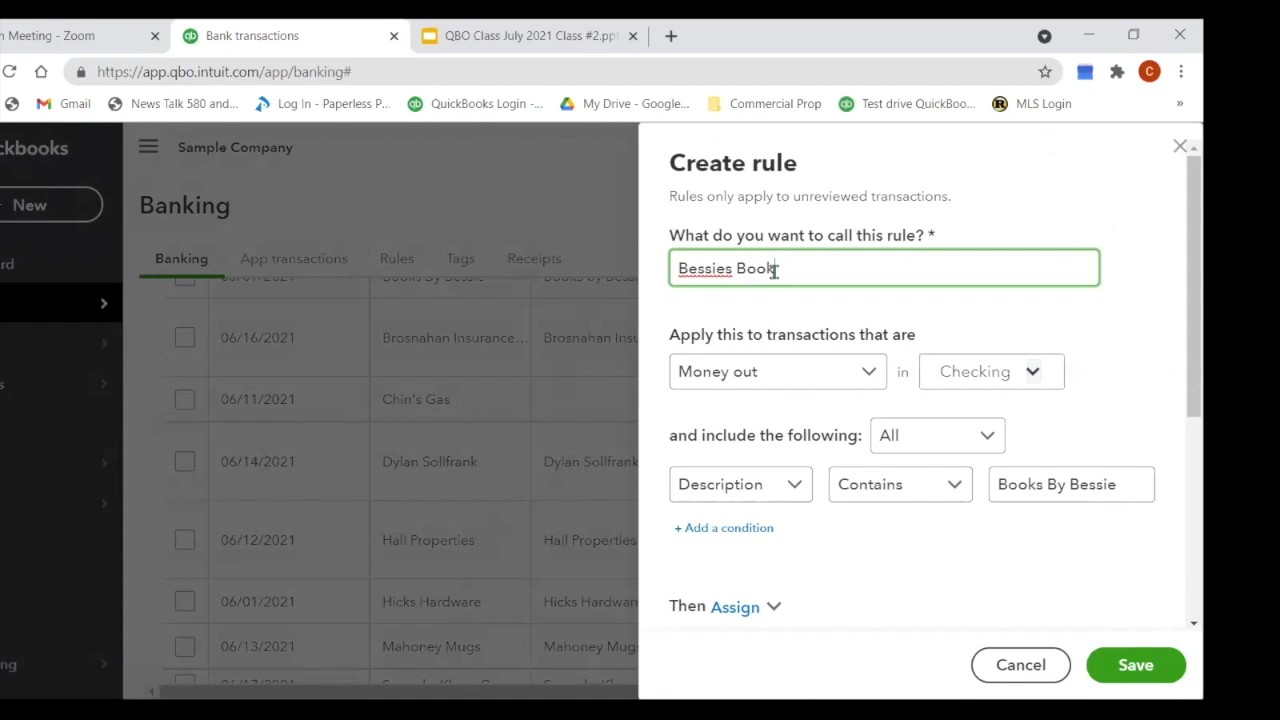 n Meeting - Zoom
Bank transactions
QBO Class July 2021 Class #2.ppt
https://app.qbo.intuit.com/app/banking#
C
Gmail
News Talk 580 and...
Log In - Paperless P...
QuickBooks Login -...
My Drive - Google...
Commercial Prop
Test drive QuickBoo...
MLS Login
»
ckbooks
New
rd
s
ng
Sample Company
Banking
Banking
App transactions
Rules
Tags
Receipts
06/16/2021
Brosnahan Insurance...
Brosnahan
06/11/2021
Chin's Gas
06/14/2021
Dylan Sollfrank
Dylan Sollfrank
06/12/2021
Hall Properties
Hall Properties
06/01/2021
Hicks Hardware
Hicks Hardware
06/13/2021
Mahoney Mugs
Mahoney Mugs
Create rule
Rules only apply to unreviewed transactions.
What do you want to call this rule? *
Bessies Book
Apply this to transactions that are
Money out
in
Checking
and include the following:
All
Description
Contains
Books By Bessie
+ Add a condition
Then Assign
Cancel
Save